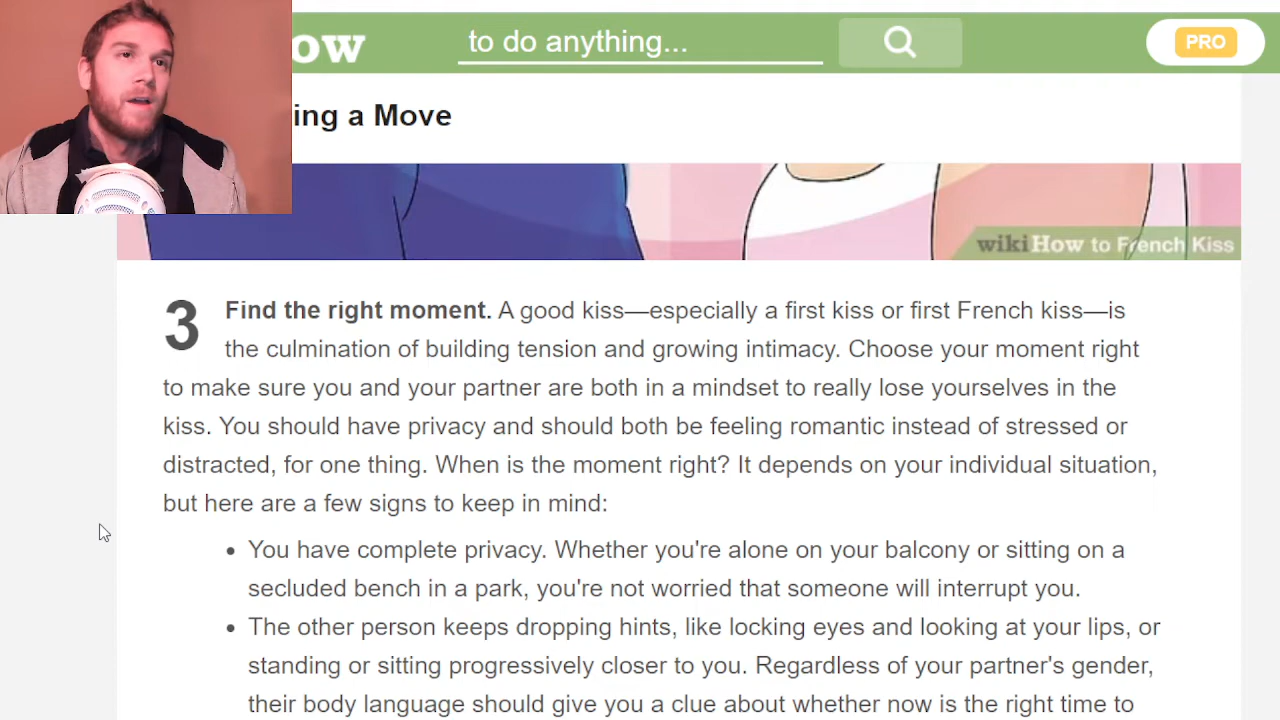 ow
to do anything...
PRO
ing a Move
wikiHow to French Kiss
3
Find the right moment. A good kiss—especially a first kiss or first French kiss—is
the culmination of building tension and growing intimacy. Choose your moment right
to make sure you and your partner are both in a mindset to really lose yourselves in the
kiss. You should have privacy and should both be feeling romantic instead of stressed or
distracted, for one thing. When is the moment right? It depends on your individual situation,
but here are a few signs to keep in mind:
• You have complete privacy. Whether you're alone on your balcony or sitting on a
secluded bench in a park, you're not worried that someone will interrupt you.
• The other person keeps dropping hints, like locking eyes and looking at your lips, or
standing or sitting progressively closer to you. Regardless of your partner's gender,
their body language should give you a clue about whether now is the right time to